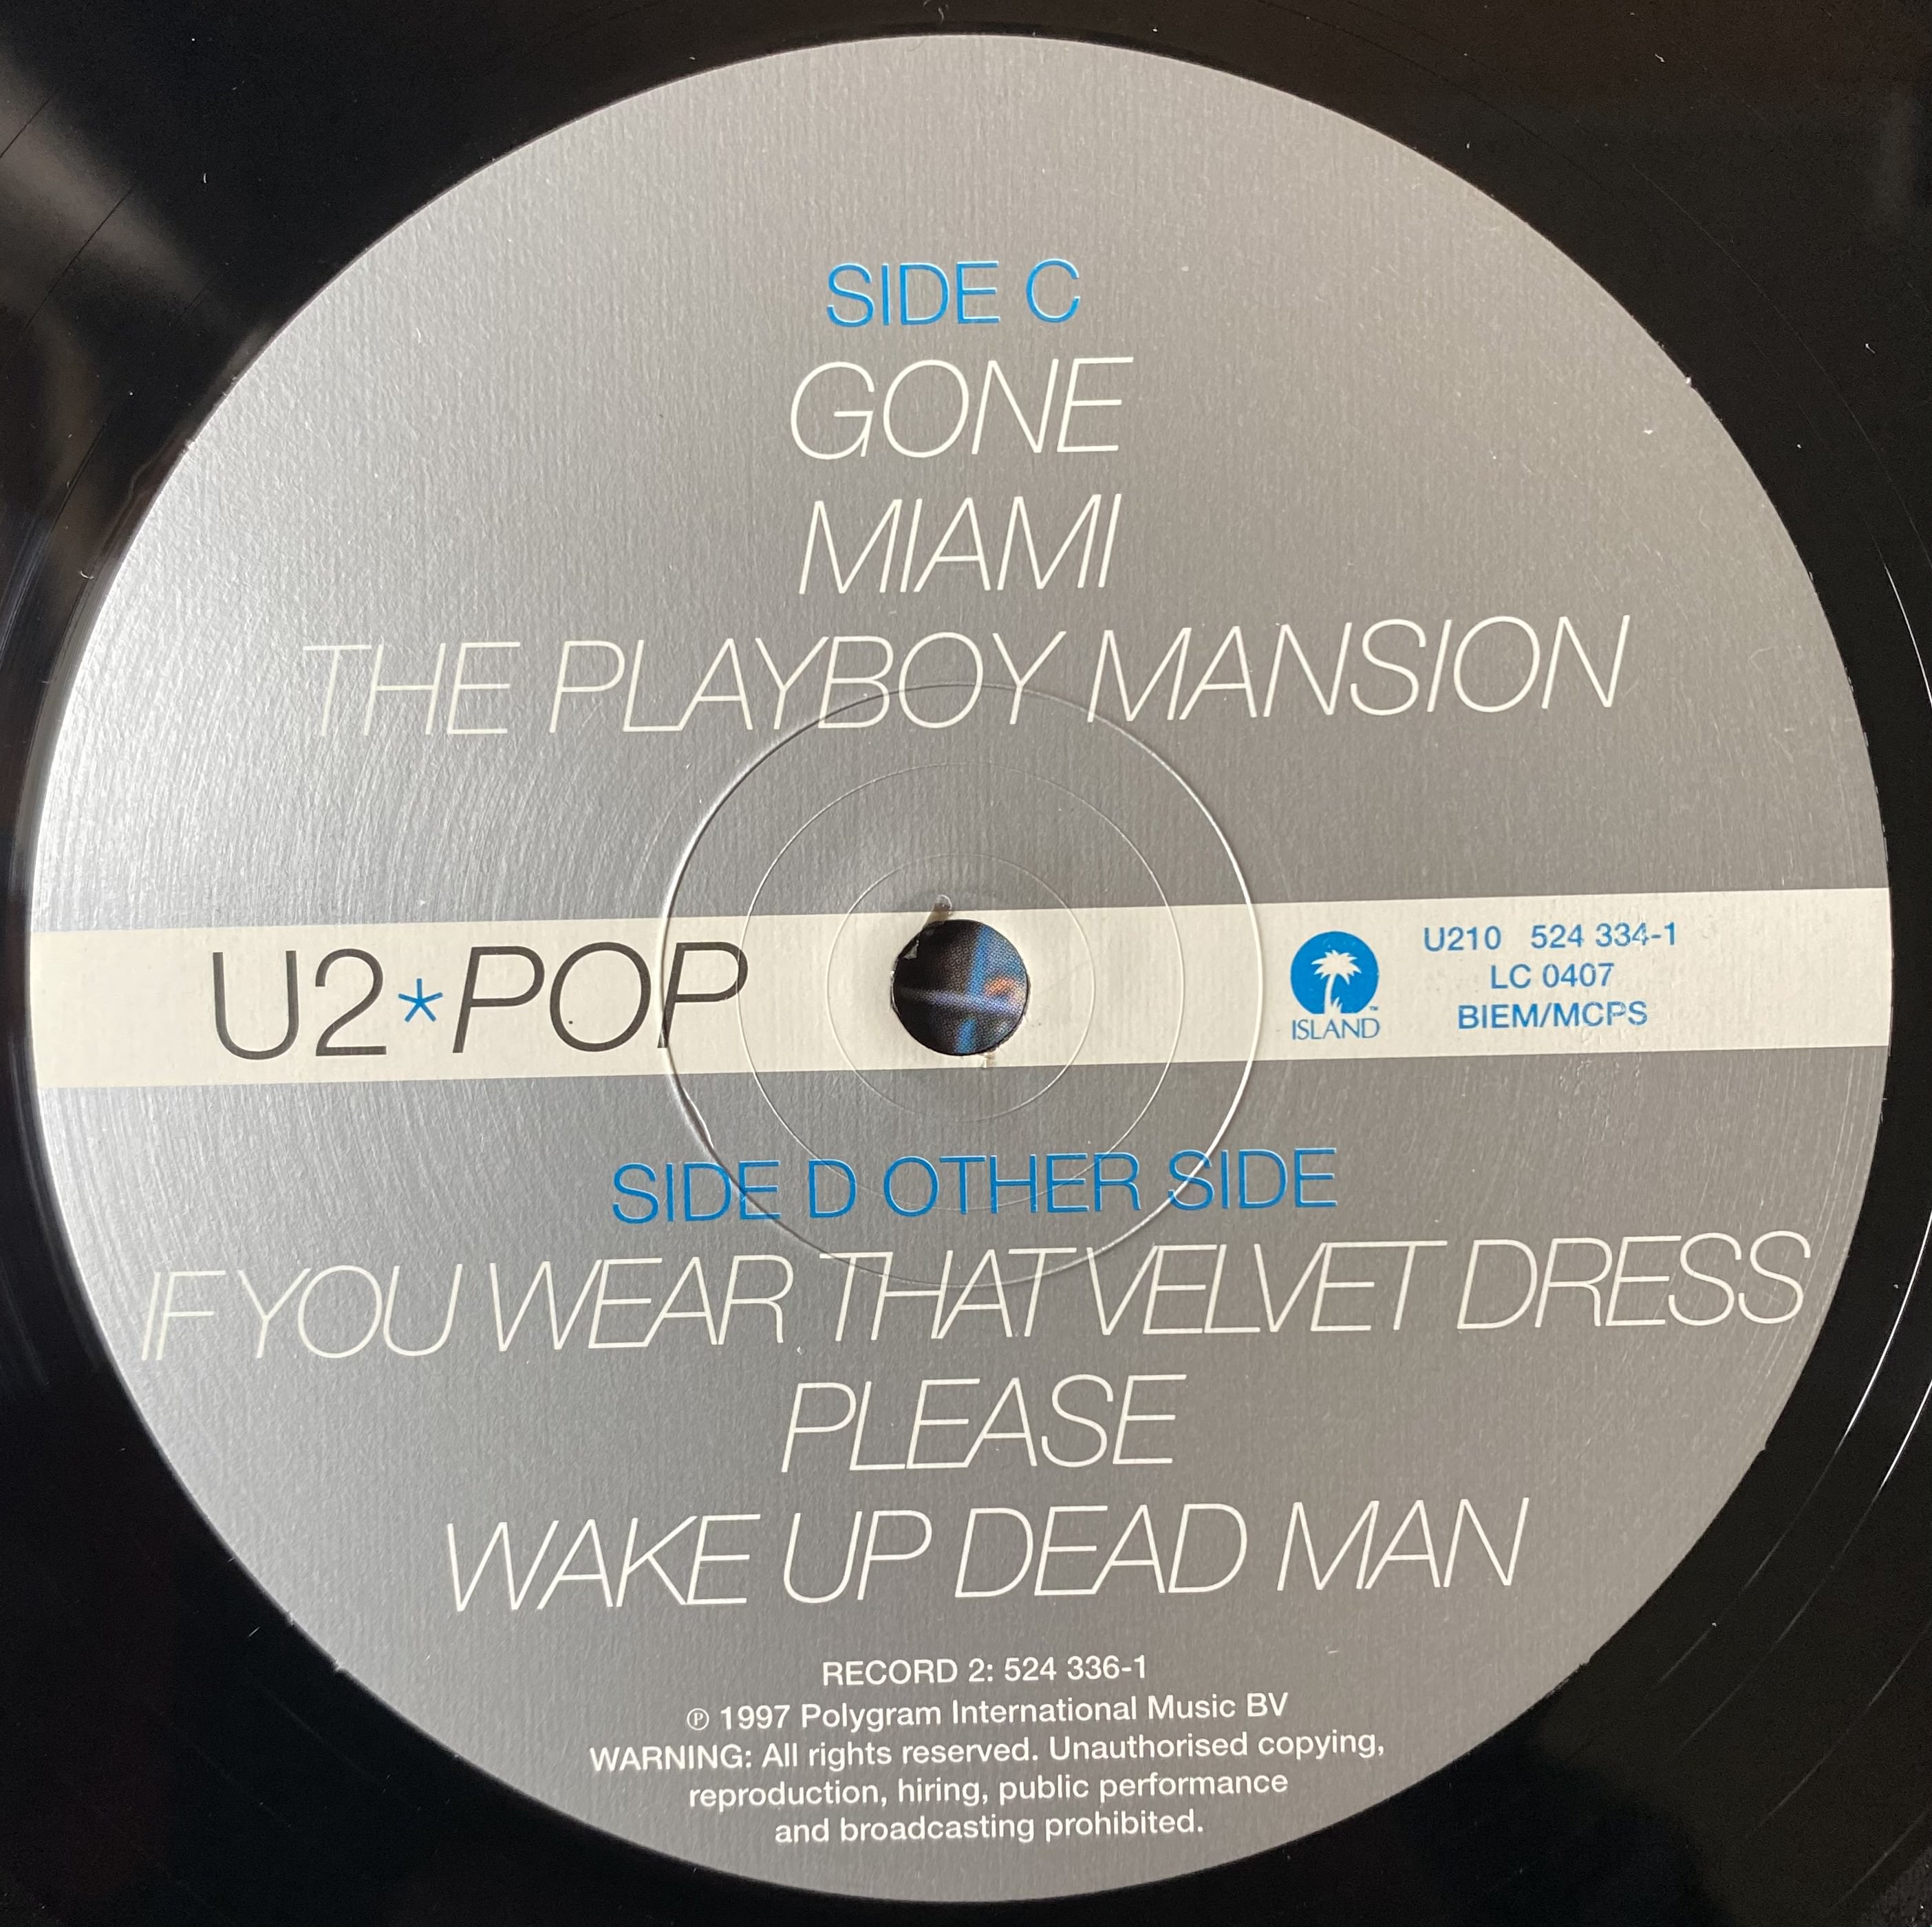 SIDE C
GONE
MIAMI
THE PLAYBOY MANSION
U2*POP
ISLAND™
U210 524 334-1
LC 0407
BIEM/MCPS
SIDE D OTHER SIDE
IF YOU WEAR THAT VELVET DRESS
PLEASE
WAKE UP DEAD MAN
RECORD 2: 524 336-1
℗ 1997 Polygram International Music BV
WARNING: All rights reserved. Unauthorised copying,
reproduction, hiring, public performance
and broadcasting prohibited.